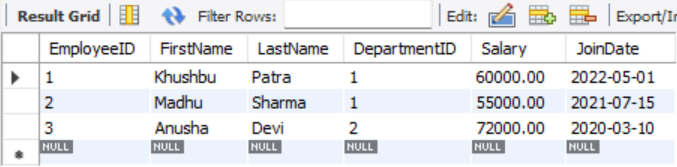 Result Grid Filter Rows: Edit: Export/I
EmployeeID FirstName LastName DepartmentID Salary JoinDate
1 Khushbu Patra 1 60000.00 2022-05-01
2 Madhu Sharma 1 55000.00 2021-07-15
3 Anusha Devi 2 72000.00 2020-03-10
NULL NULL NULL NULL NULL NULL